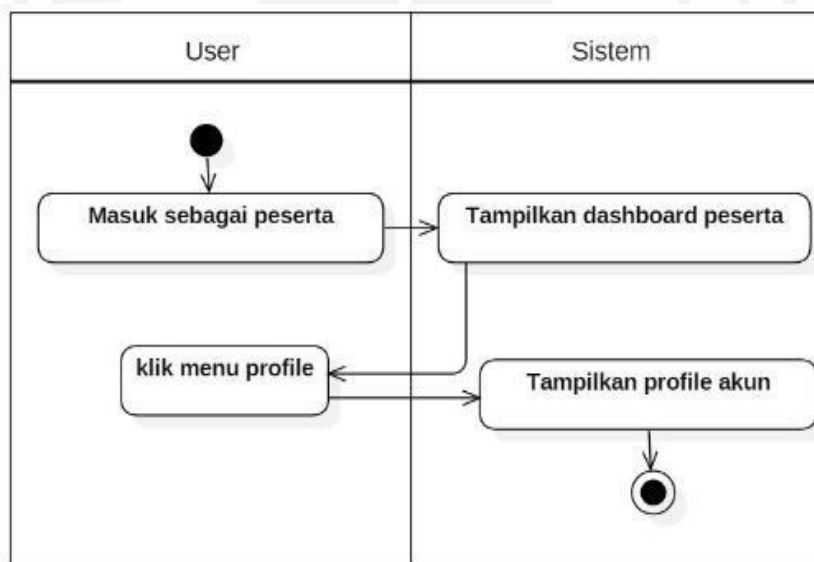 User
Sistem
Masuk sebagai peserta
Tampilkan dashboard peserta
klik menu profile
Tampilkan profile akun